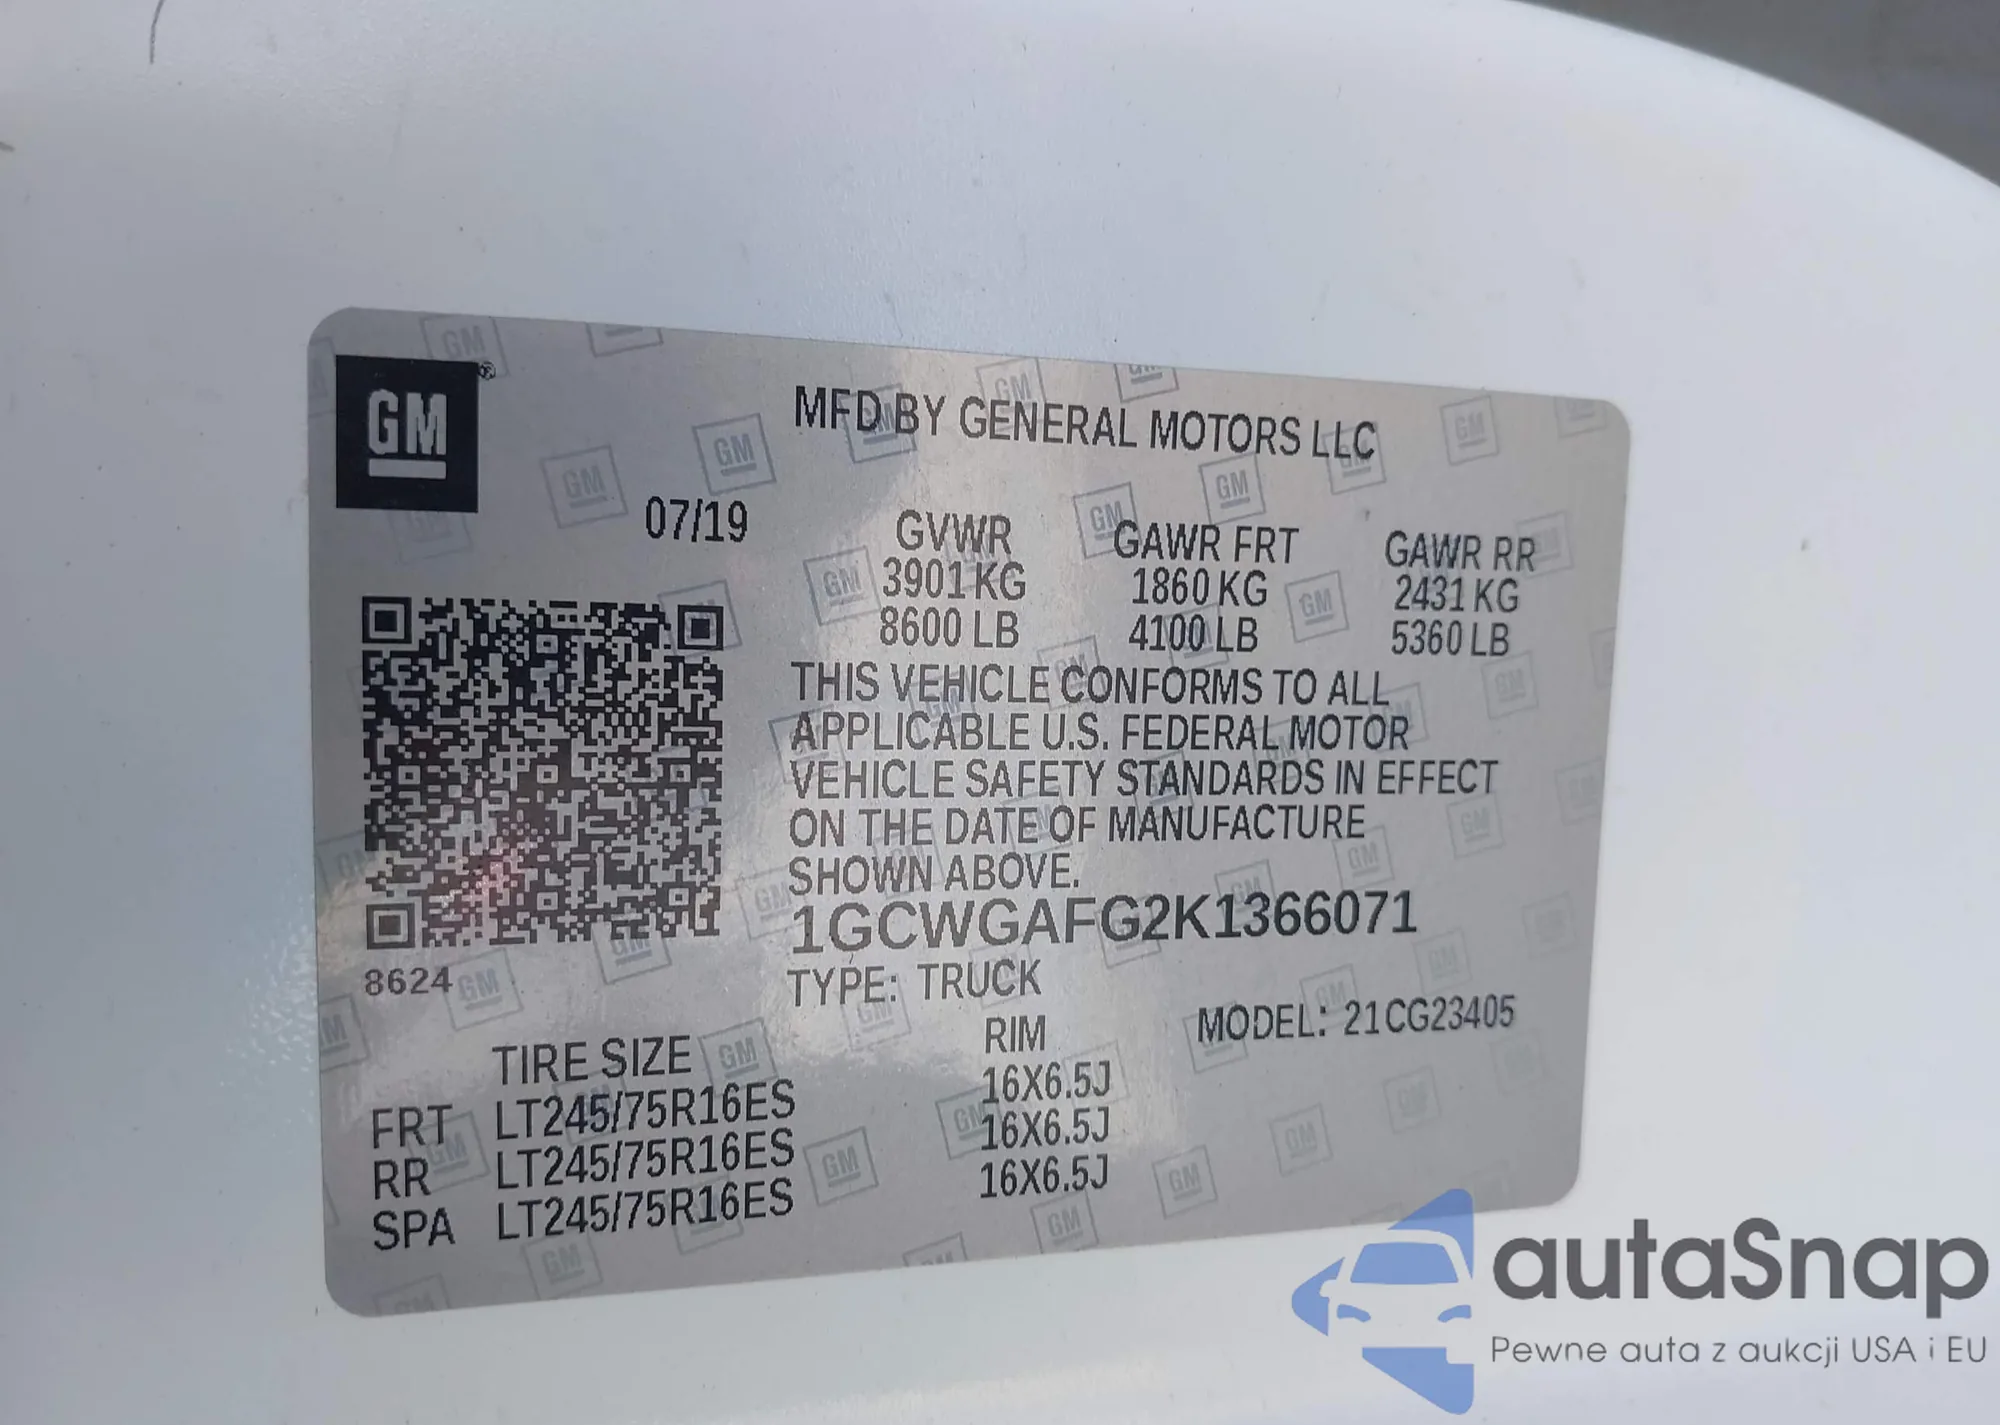 GM®
MFD BY GENERAL MOTORS LLC
07/19
GVWR GAWR FRT GAWR RR
3901 KG 1860 KG 2431 KG
8600 LB 4100 LB 5360 LB
THIS VEHICLE CONFORMS TO ALL
APPLICABLE U.S. FEDERAL MOTOR
VEHICLE SAFETY STANDARDS IN EFFECT
ON THE DATE OF MANUFACTURE
SHOWN ABOVE.
1GCWGAFG2K1366071
8624
TYPE: TRUCK
MODEL: 21CG23405
TIRE SIZE RIM
FRT LT245/75R16ES 16X6.5J
RR LT245/75R16ES 16X6.5J
SPA LT245/75R16ES 16X6.5J
autaSnap
Pewne auta z aukcji USA i EU